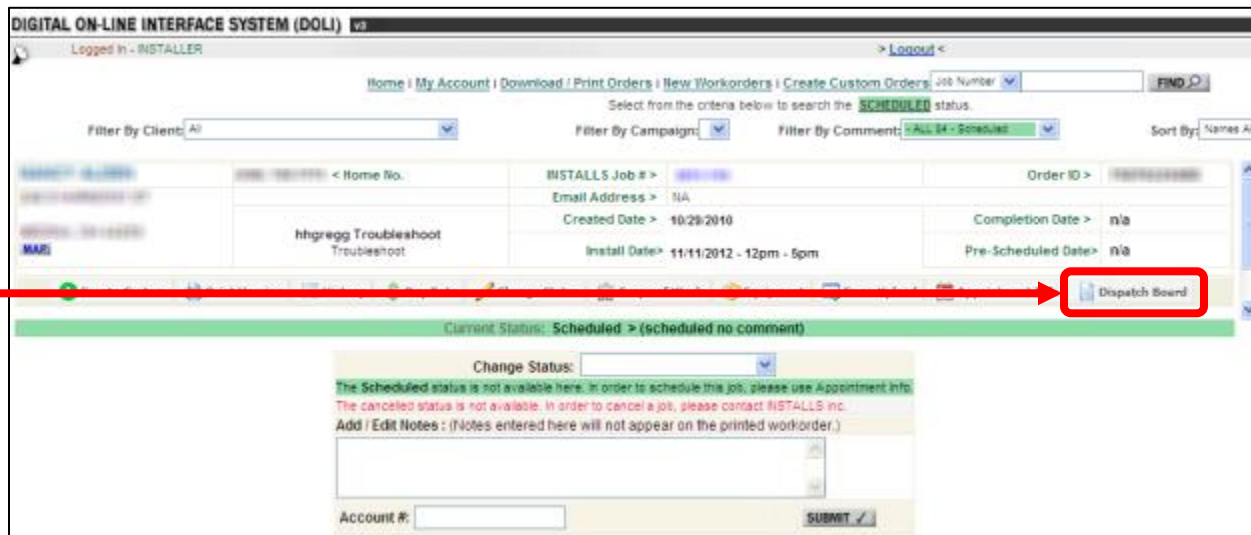 DIGITAL ON-LINE INTERFACE SYSTEM (DOLI) v3
Logged In - INSTALLER > Logout <
Home | My Account | Download / Print Orders | New Workorders | Create Custom Orders Job Number FIND
Select from the criteria below to search the SCHEDULED status.
Filter By Client: All Filter By Campaign: Filter By Comment: - ALL 84 - Scheduled Sort By: Names
< Home No. INSTALLS Job # > Order ID >
Email Address > NA
hhgregg Troubleshoot Created Date > 10/29/2010 Completion Date > n/a
MAP| Troubleshoot Install Date> 11/11/2012 - 12pm - 5pm Pre-Scheduled Date> n/a
Dispatch Board
Current Status: Scheduled > (scheduled no comment)
Change Status:
The Scheduled status is not available here. In order to schedule this job, please use Appointment Info.
The cancelled status is not available. In order to cancel a job, please contact INSTALLS inc.
Add / Edit Notes : (Notes entered here will not appear on the printed workorder.)
Account #: SUBMIT ✓